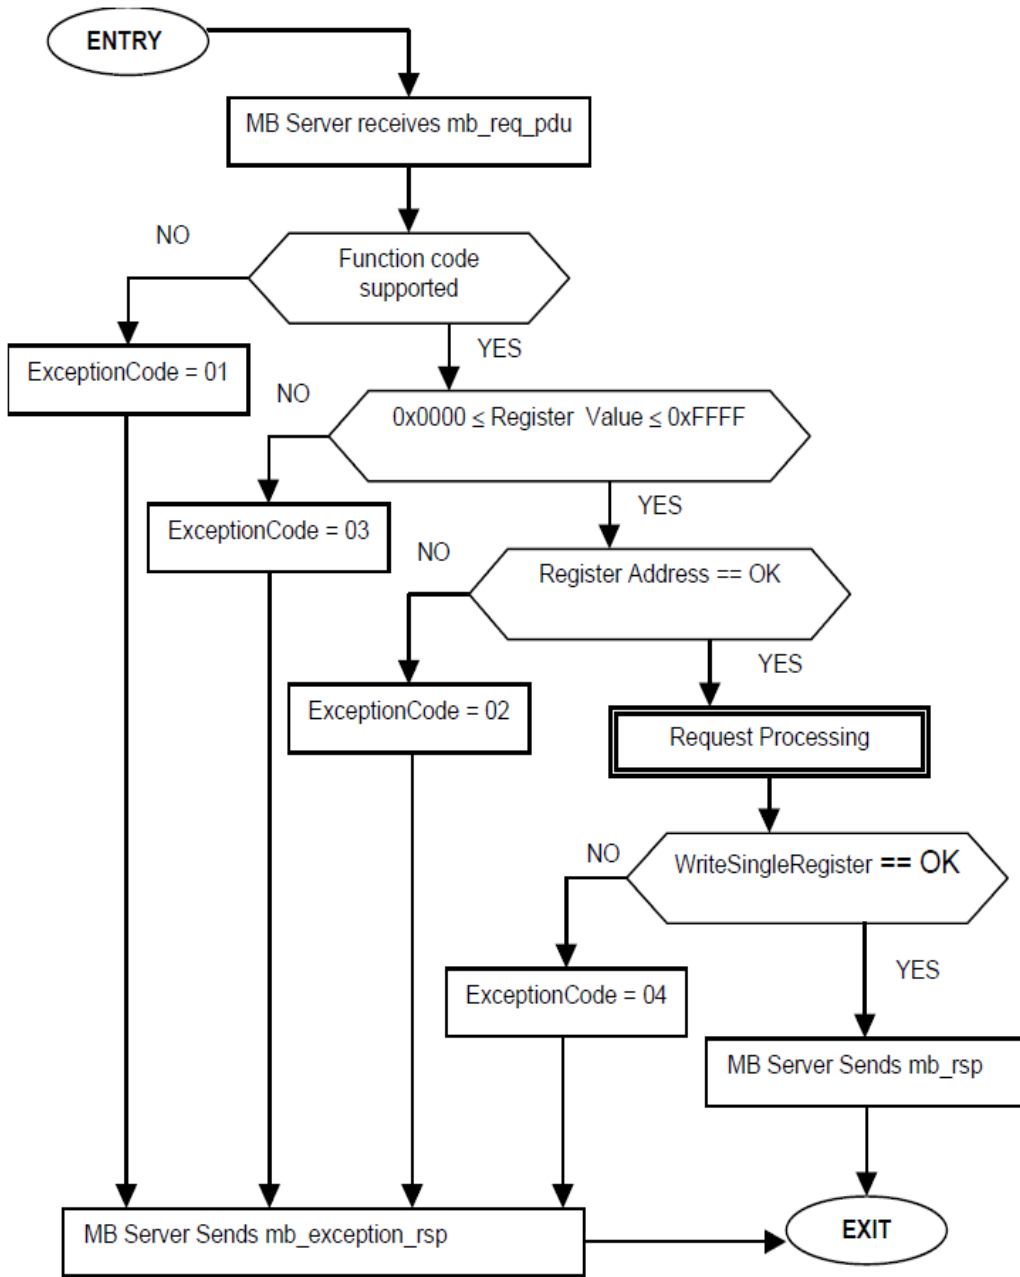 ENTRY
MB Server receives mb_req_pdu
NO
Function code
supported
YES
ExceptionCode = 01
NO
0x0000 ≤ Register Value ≤ 0xFFFF
YES
ExceptionCode = 03
NO
Register Address == OK
YES
ExceptionCode = 02
Request Processing
NO
WriteSingleRegister == OK
YES
ExceptionCode = 04
MB Server Sends mb_rsp
MB Server Sends mb_exception_rsp
EXIT